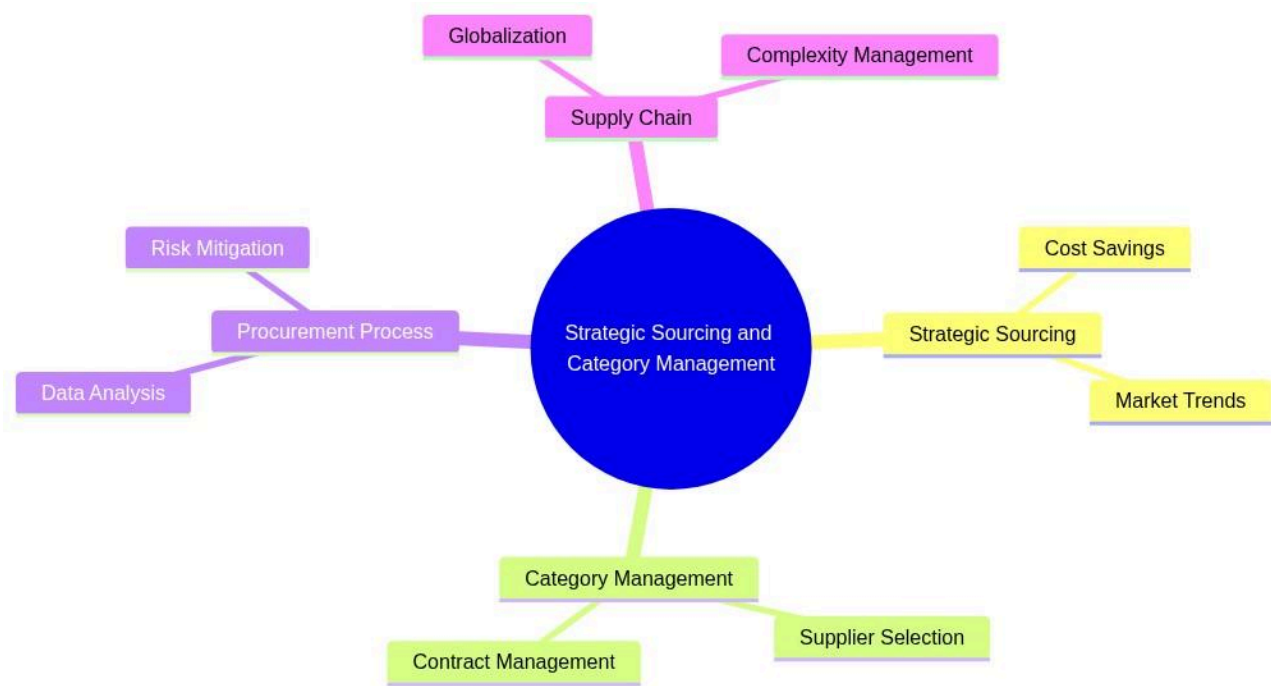 Globalization
Complexity Management
Supply Chain
Risk Mitigation
Cost Savings
Procurement Process
Strategic Sourcing and
Category Management
Strategic Sourcing
Data Analysis
Market Trends
Category Management
Supplier Selection
Contract Management